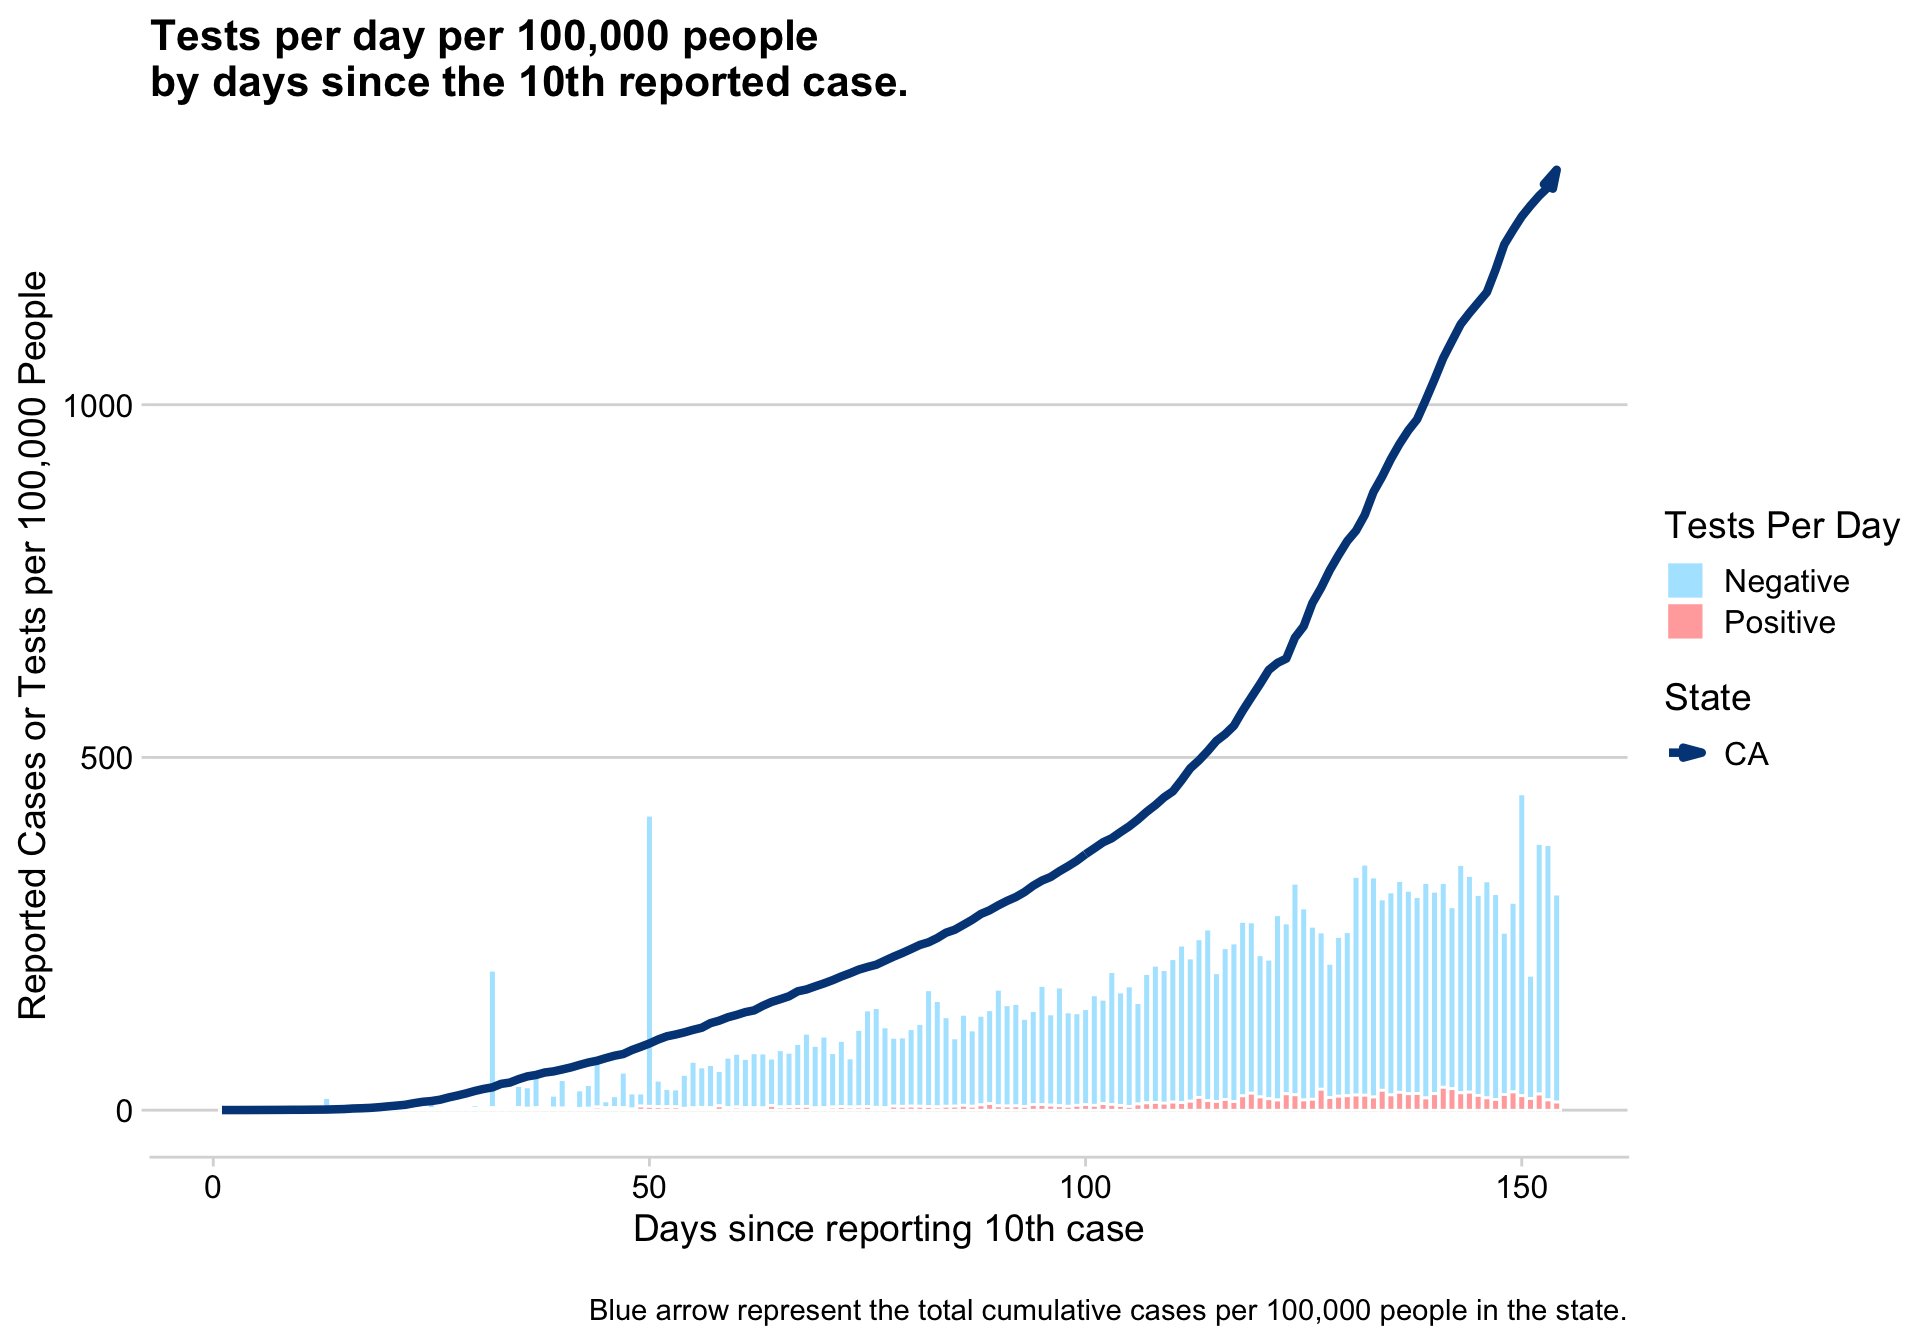 Tests per day per 100,000 people
by days since the 10th reported case.
Reported Cases or Tests per 100,000 People
1000
500
0
0
50
100
150
Days since reporting 10th case
Tests Per Day
Negative
Positive
State
CA
Blue arrow represent the total cumulative cases per 100,000 people in the state.